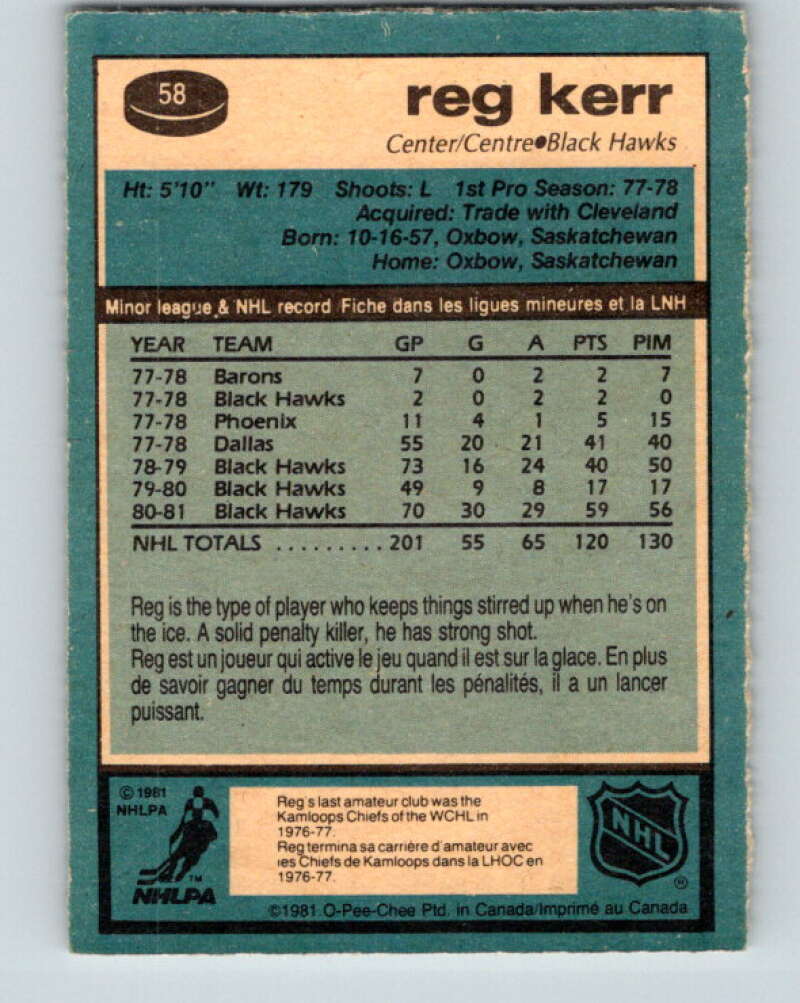 58
reg kerr
Center/Centre●Black Hawks
Ht: 5'10" Wt: 179 Shoots: L 1st Pro Season: 77-78
Acquired: Trade with Cleveland
Born: 10-16-57, Oxbow, Saskatchewan
Home: Oxbow, Saskatchewan
Minor league & NHL record Fiche dans les ligues mineures et la LNH
YEAR TEAM GP G A PTS PIM
77-78 Barons 7 0 2 2 7
77-78 Black Hawks 2 0 2 2 0
77-78 Phoenix 11 4 1 5 15
77-78 Dallas 55 20 21 41 40
78-79 Black Hawks 73 16 24 40 50
79-80 Black Hawks 49 9 8 17 17
80-81 Black Hawks 70 30 29 59 56
NHL TOTALS .......... 201 55 65 120 130
Reg is the type of player who keeps things stirred up when he's on
the ice. A solid penalty killer, he has strong shot.
Reg est un joueur qui active le jeu quand il est sur la glace. En plus
de savoir gagner du temps durant les pénalités, il a un lancer
puissant.
© 1981
NHLPA
TM
NHLPA
Reg's last amateur club was the
Kamloops Chiefs of the WCHL in
1976-77.
Reg termina sa carrière d'amateur avec
les Chiefs de Kamloops dans la LHOC en
1976-77.
NHL
®
©1981 O-Pee-Chee Ptd. in Canada/Imprimé au Canada